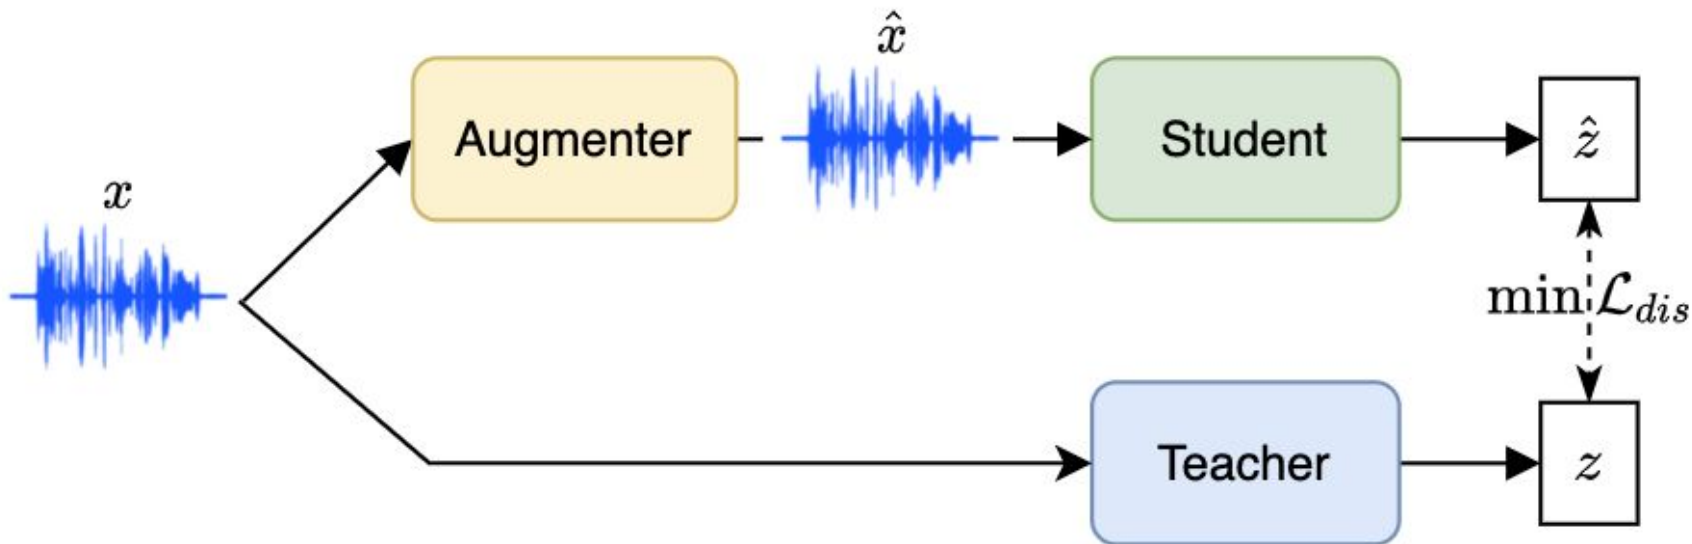 x
Augmenter
x̂
Student
ẑ
min ℒ_dis
Teacher
z